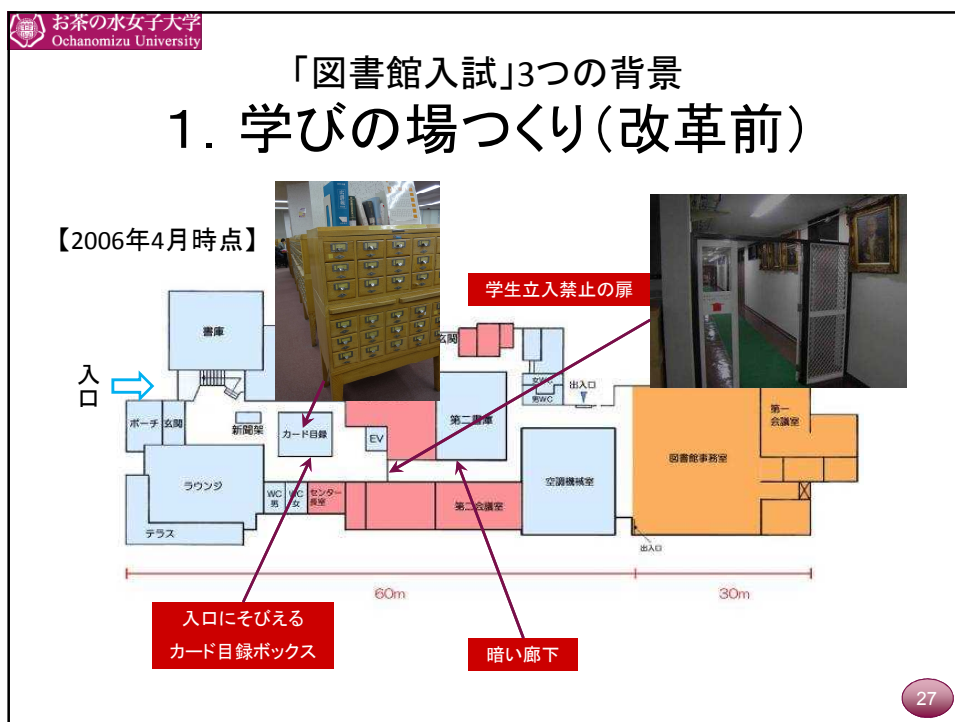 お茶の水女子大学
Ochanomizu University
「図書館入試」3つの背景
1. 学びの場つくり(改革前)
【2006年4月時点】
学生立入禁止の扉
書庫
玄関
入口
女WC
男WC
出入口
ポーチ
玄関
新聞架
カード目録
EV
第二書庫
第一会議室
図書館事務室
ラウンジ
WC男
WC女
センター長室
第二会議室
空調機械室
テラス
出入口
60m
30m
入口にそびえる
カード目録ボックス
暗い廊下
27